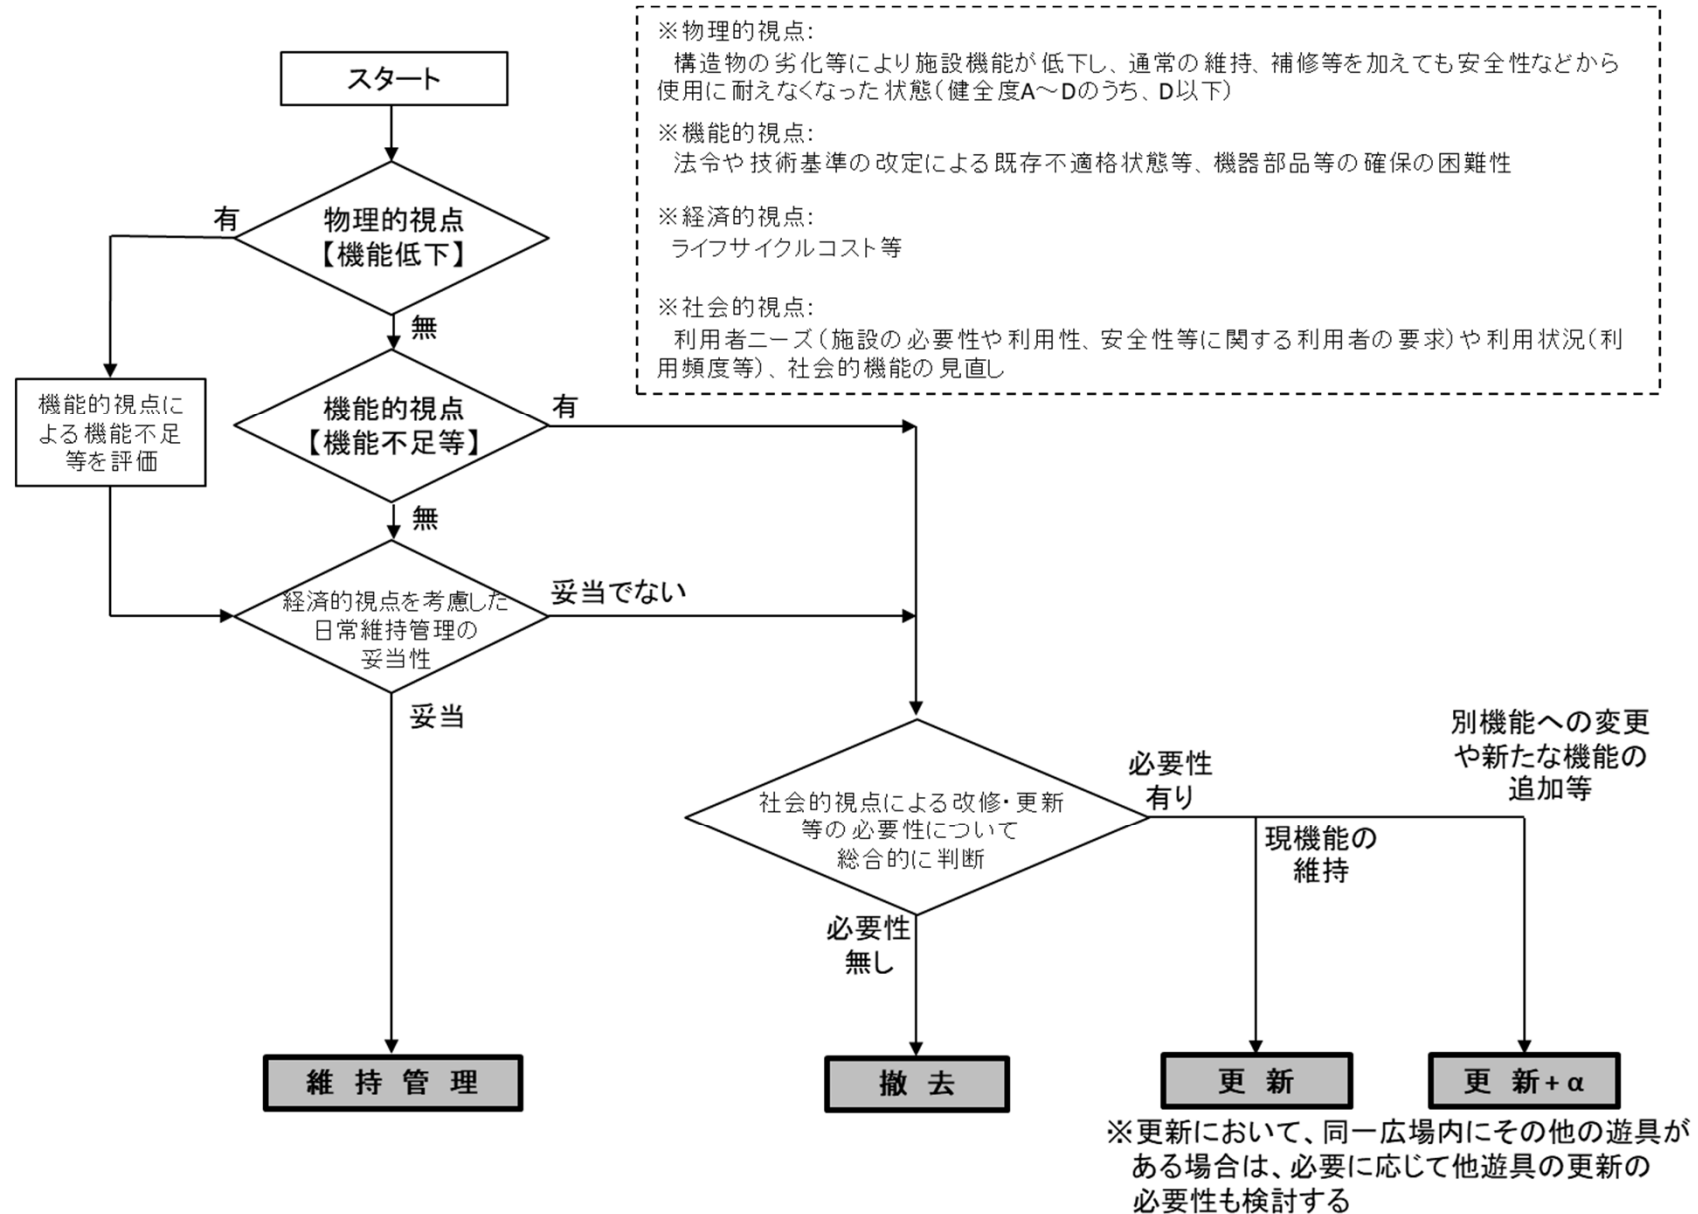 ※物理的視点:
構造物の劣化等により施設機能が低下し、通常の維持、補修等を加えても安全性などから
使用に耐えなくなった状態(健全度A～Dのうち、D以下)
※機能的視点:
法令や技術基準の改定による既存不適格状態等、機器部品等の確保の困難性
※経済的視点:
ライフサイクルコスト等
※社会的視点:
利用者ニーズ(施設の必要性や利用性、安全性等に関する利用者の要求)や利用状況(利
用頻度等)、社会的機能の見直し
スタート
物理的視点
【機能低下】
有
無
機能的視点に
よる機能不足
等を評価
機能的視点
【機能不足等】
有
無
経済的視点を考慮した
日常維持管理の
妥当性
妥当でない
妥当
社会的視点による改修・更新
等の必要性について
総合的に判断
必要性
有り
必要性
無し
現機能の
維持
別機能への変更
や新たな機能の
追加等
維持管理
撤去
更新
更新+α
※更新において、同一広場内にその他の遊具が
ある場合は、必要に応じて他遊具の更新の
必要性も検討する